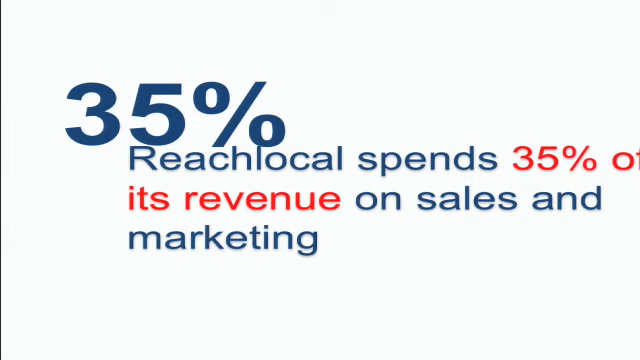 35%
Reachlocal spends 35% of
its revenue on sales and
marketing